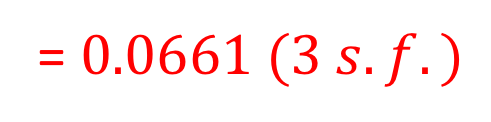 = 0.0661 (3 s.f.)